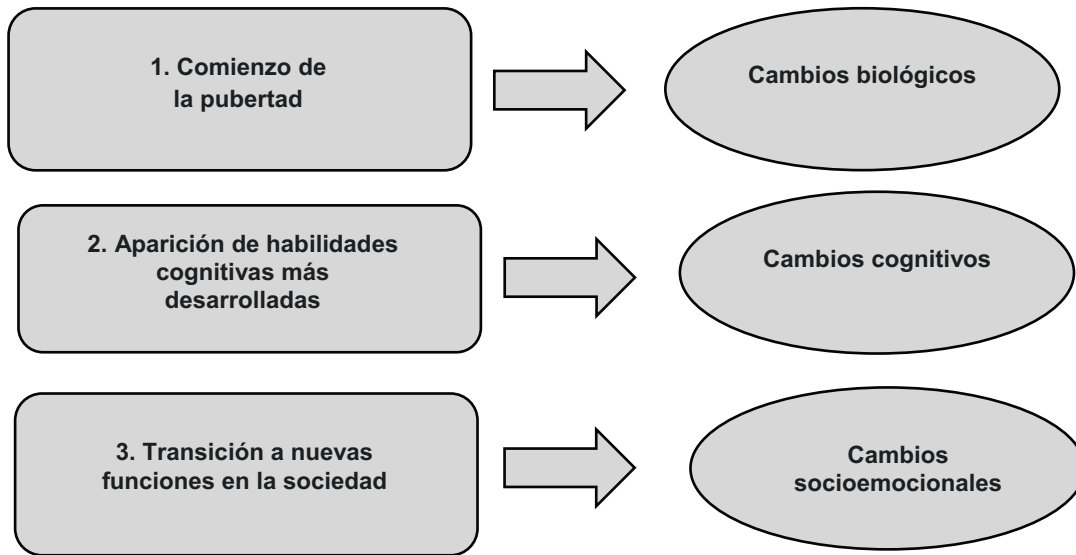 1. Comienzo de
la pubertad
Cambios biológicos
2. Aparición de habilidades
cognitivas más
desarrolladas
Cambios cognitivos
3. Transición a nuevas
funciones en la sociedad
Cambios
socioemocionales